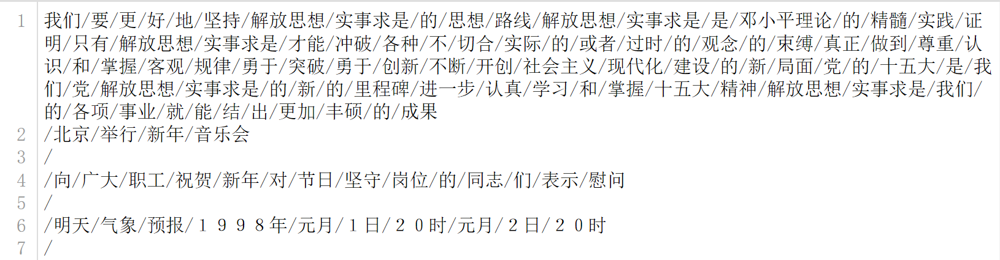 1 我们/要/更/好/地/坚持/解放思想/实事求是/的/思想/路线/解放思想/实事求是/是/邓小平理论/的/精髓/实践/证
明/只有/解放思想/实事求是/才能/冲破/各种/不/切合/实际/的/或者/过时/的/观念/的/束缚/真正/做到/尊重/认
识/和/掌握/客观/规律/勇于/突破/勇于/创新/不断/开创/社会主义/现代化/建设/的/新/局面/党/的/十五大/是/我
们/党/解放思想/实事求是/的/新/的/里程碑/进一步/认真/学习/和/掌握/十五大/精神/解放思想/实事求是/我们/
的/各项/事业/就/能/结/出/更加/丰硕/的/成果
2 /北京/举行/新年/音乐会
3 /
4 /向/广大/职工/祝贺/新年/对/节日/坚守/岗位/的/同志/们/表示/慰问
5 /
6 /明天/气象/预报/１９９８年/元月/１日/２０时/元月/２日/２０时
7 /